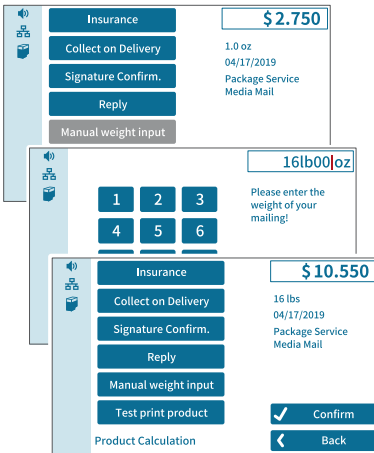 Insurance
$2.750
Collect on Delivery
1.0 oz
04/17/2019
Signature Confirm.
Package Service
Media Mail
Reply
Manual weight input
16lb00oz
1 2 3
Please enter the
weight of your
mailing!
4 5 6
Insurance
$10.550
Collect on Delivery
16 lbs
04/17/2019
Signature Confirm.
Package Service
Media Mail
Reply
Manual weight input
Test print product
Confirm
Product Calculation
Back